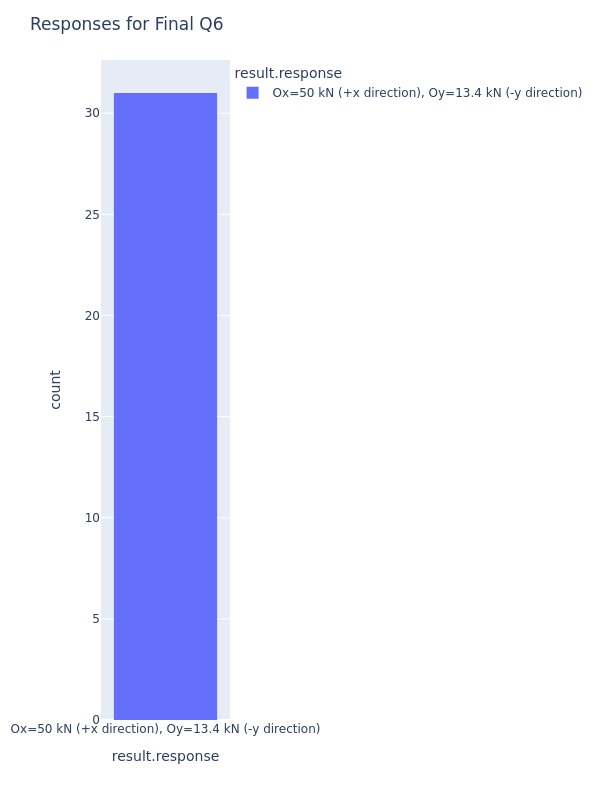 Responses for Final Q6
result.response
Ox=50 kN (+x direction), Oy=13.4 kN (-y direction)
30
25
20
15
10
5
0
count
Ox=50 kN (+x direction), Oy=13.4 kN (-y direction)
result.response